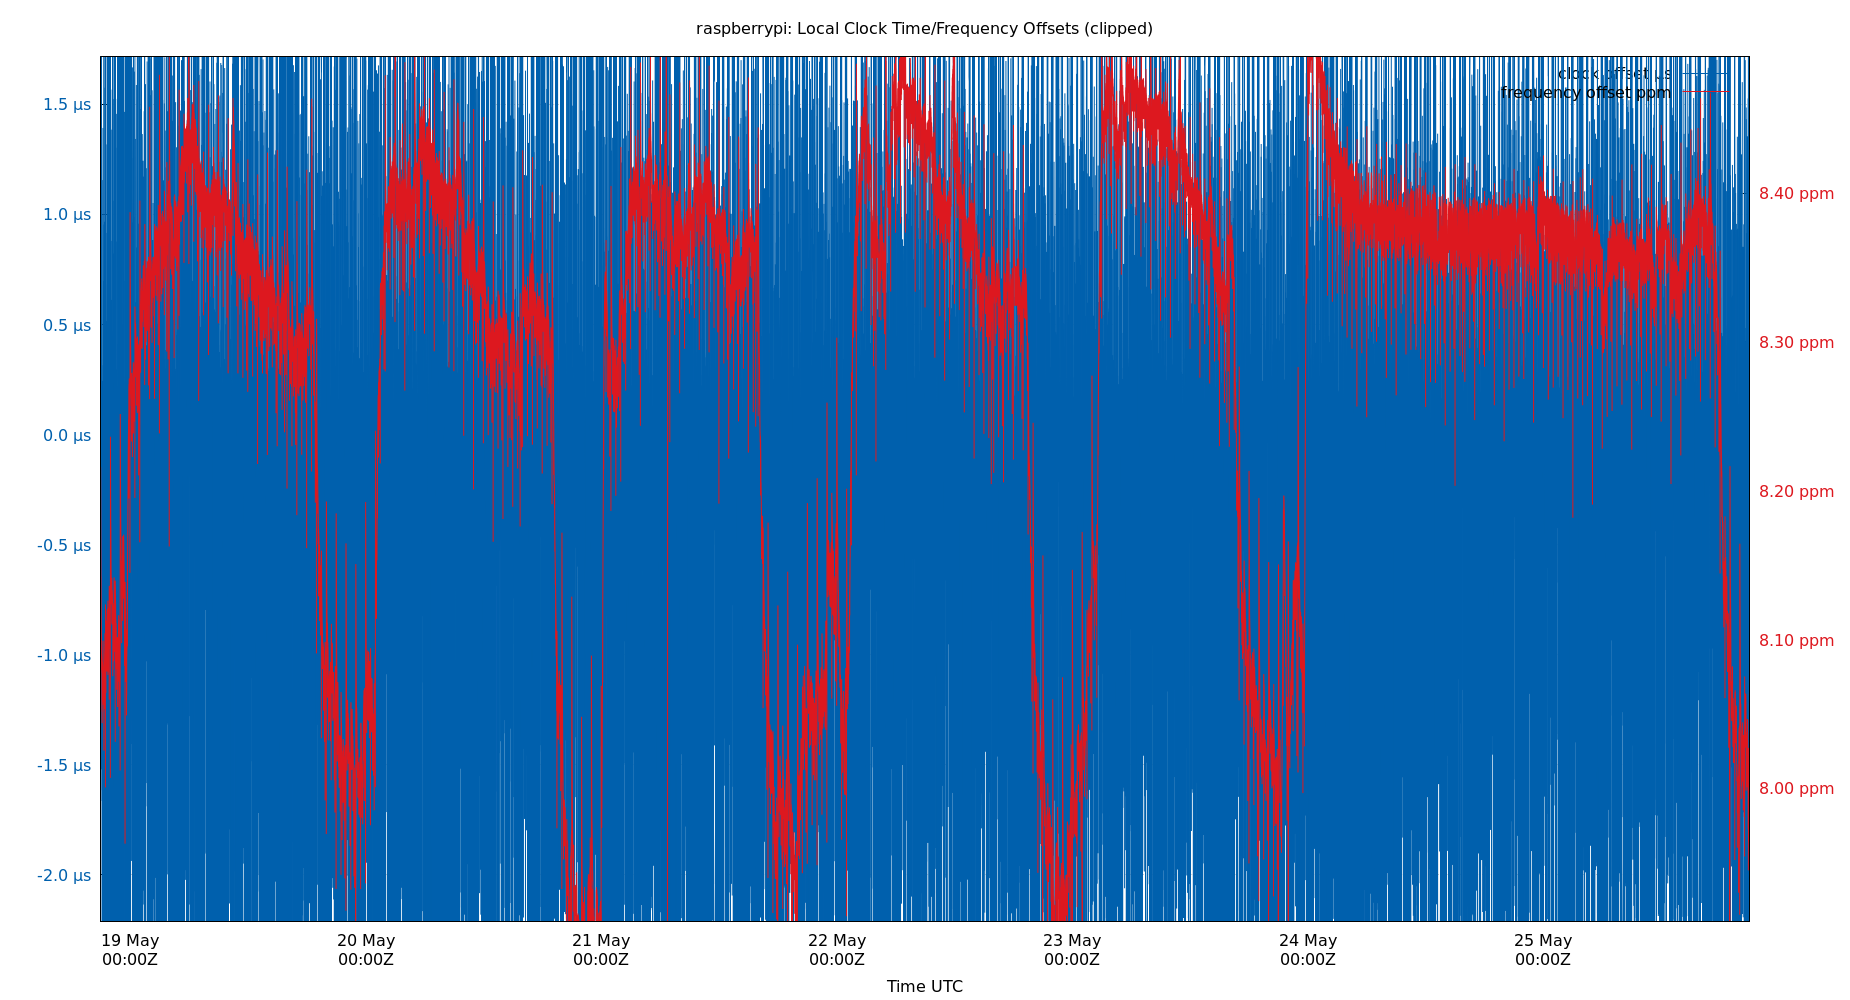 raspberrypi: Local Clock Time/Frequency Offsets (clipped)
clock offset µs
frequency offset ppm
1.5 µs
1.0 µs
0.5 µs
0.0 µs
-0.5 µs
-1.0 µs
-1.5 µs
-2.0 µs
8.40 ppm
8.30 ppm
8.20 ppm
8.10 ppm
8.00 ppm
19 May
00:00Z
20 May
00:00Z
21 May
00:00Z
22 May
00:00Z
23 May
00:00Z
24 May
00:00Z
25 May
00:00Z
Time UTC